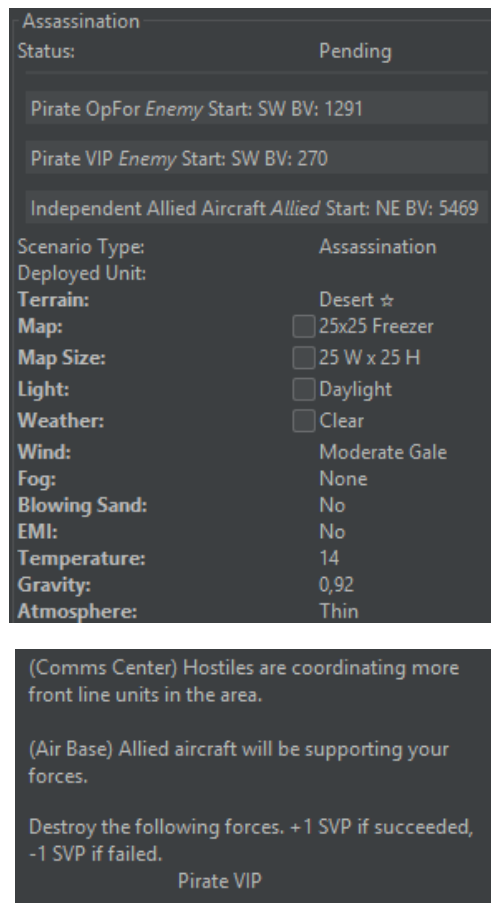 Assassination
Status: Pending
Pirate OpFor Enemy Start: SW BV: 1291
Pirate VIP Enemy Start: SW BV: 270
Independent Allied Aircraft Allied Start: NE BV: 5469
Scenario Type: Assassination
Deployed Unit:
Terrain: Desert ☆
Map: 25x25 Freezer
Map Size: 25 W x 25 H
Light: Daylight
Weather: Clear
Wind: Moderate Gale
Fog: None
Blowing Sand: No
EMI: No
Temperature: 14
Gravity: 0,92
Atmosphere: Thin
(Comms Center) Hostiles are coordinating more
front line units in the area.
(Air Base) Allied aircraft will be supporting your
forces.
Destroy the following forces. +1 SVP if succeeded,
-1 SVP if failed.
Pirate VIP